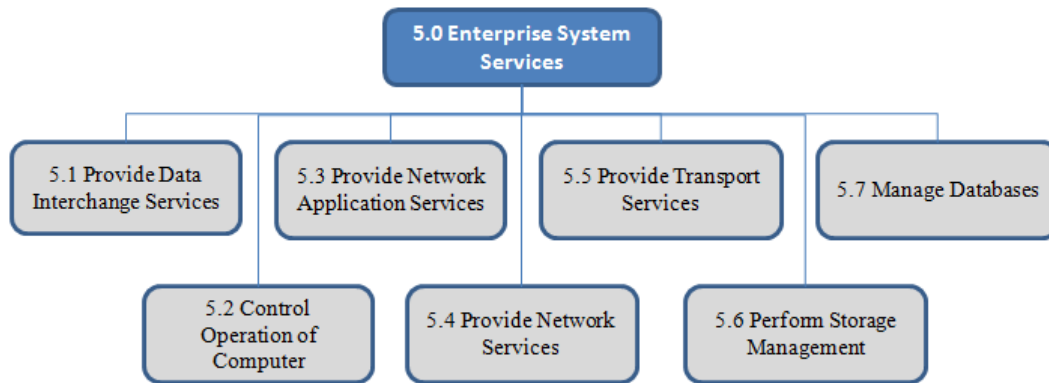 5.0 Enterprise System
Services
5.1 Provide Data
Interchange Services
5.3 Provide Network
Application Services
5.5 Provide Transport
Services
5.7 Manage Databases
5.2 Control
Operation of
Computer
5.4 Provide Network
Services
5.6 Perform Storage
Management